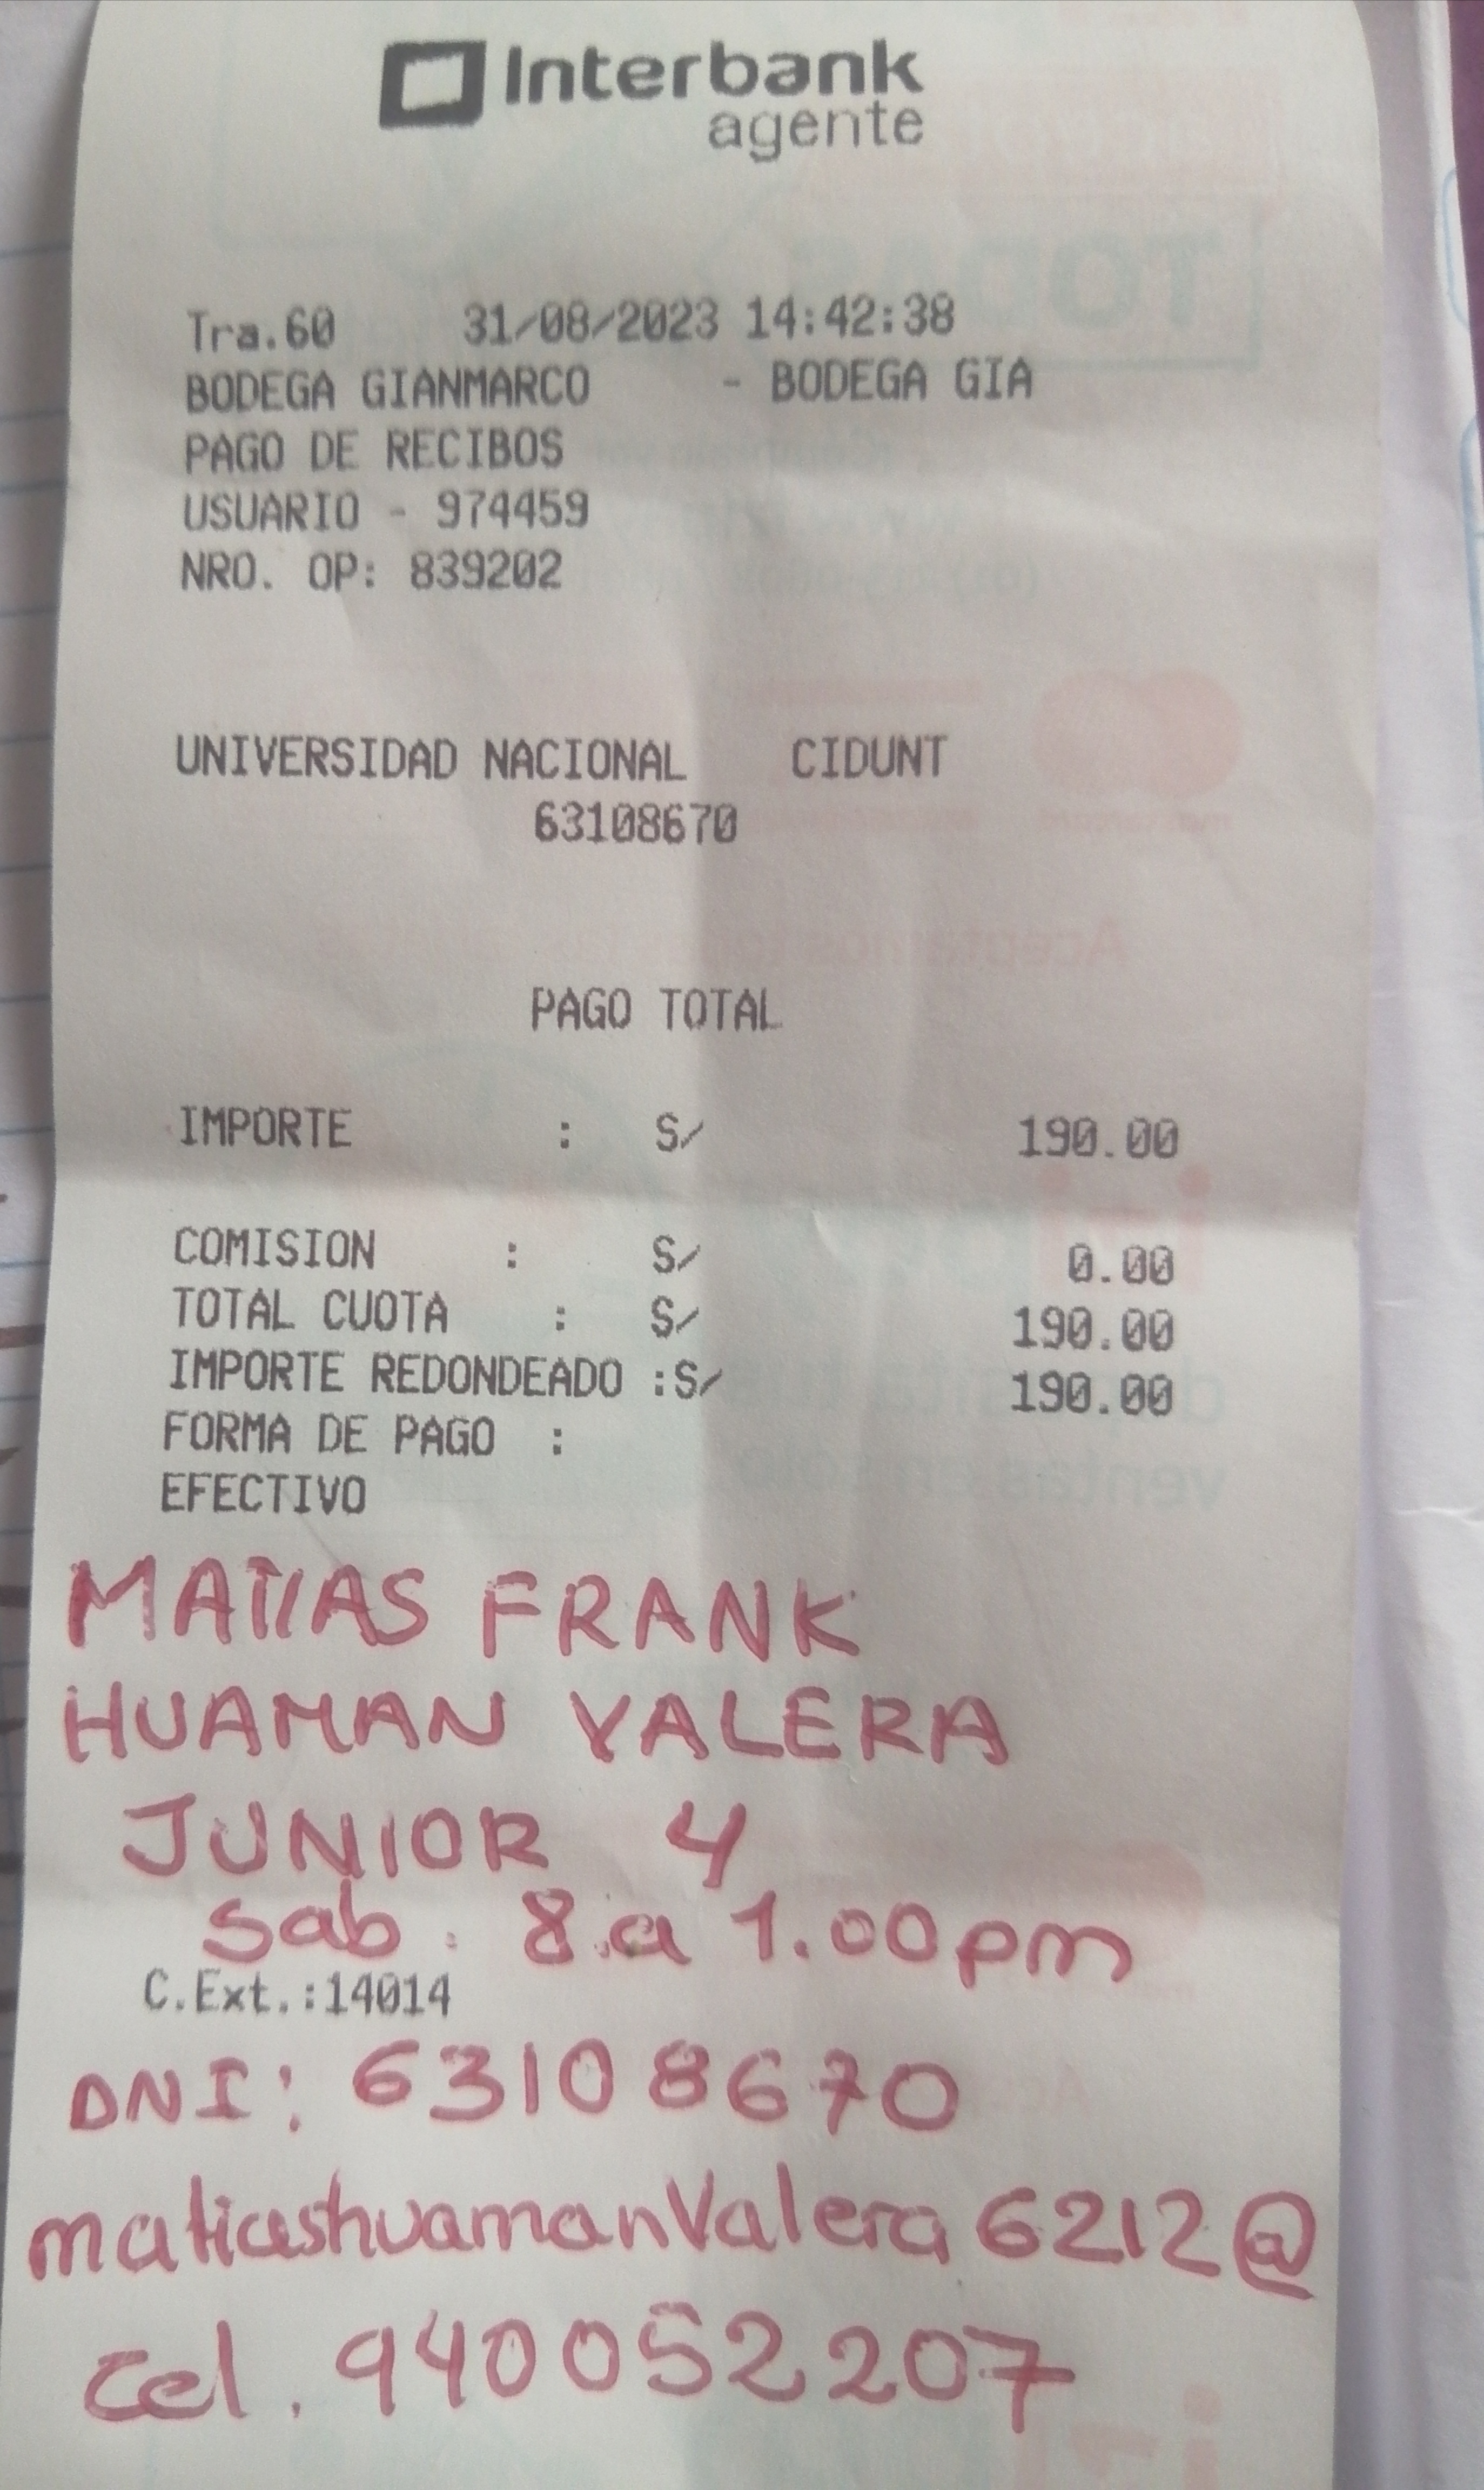 Interbank
agente
Tra.60 31/08/2023 14:42:38
BODEGA GIANMARCO - BODEGA GIA
PAGO DE RECIBOS
USUARIO - 974459
NRO. OP: 839202
UNIVERSIDAD NACIONAL CIDUNT
63108670
PAGO TOTAL
IMPORTE : S/ 190.00
COMISION : S/ 0.00
TOTAL CUOTA : S/ 190.00
IMPORTE REDONDEADO :S/ 190.00
FORMA DE PAGO :
EFECTIVO
MATIAS FRANK
HUAMAN VALERA
JUNIOR 4
Sab. 8.a 1.00pm
C.Ext.:14014
DNI: 63108670
matiashuamanValera6212@
Cel. 940052207